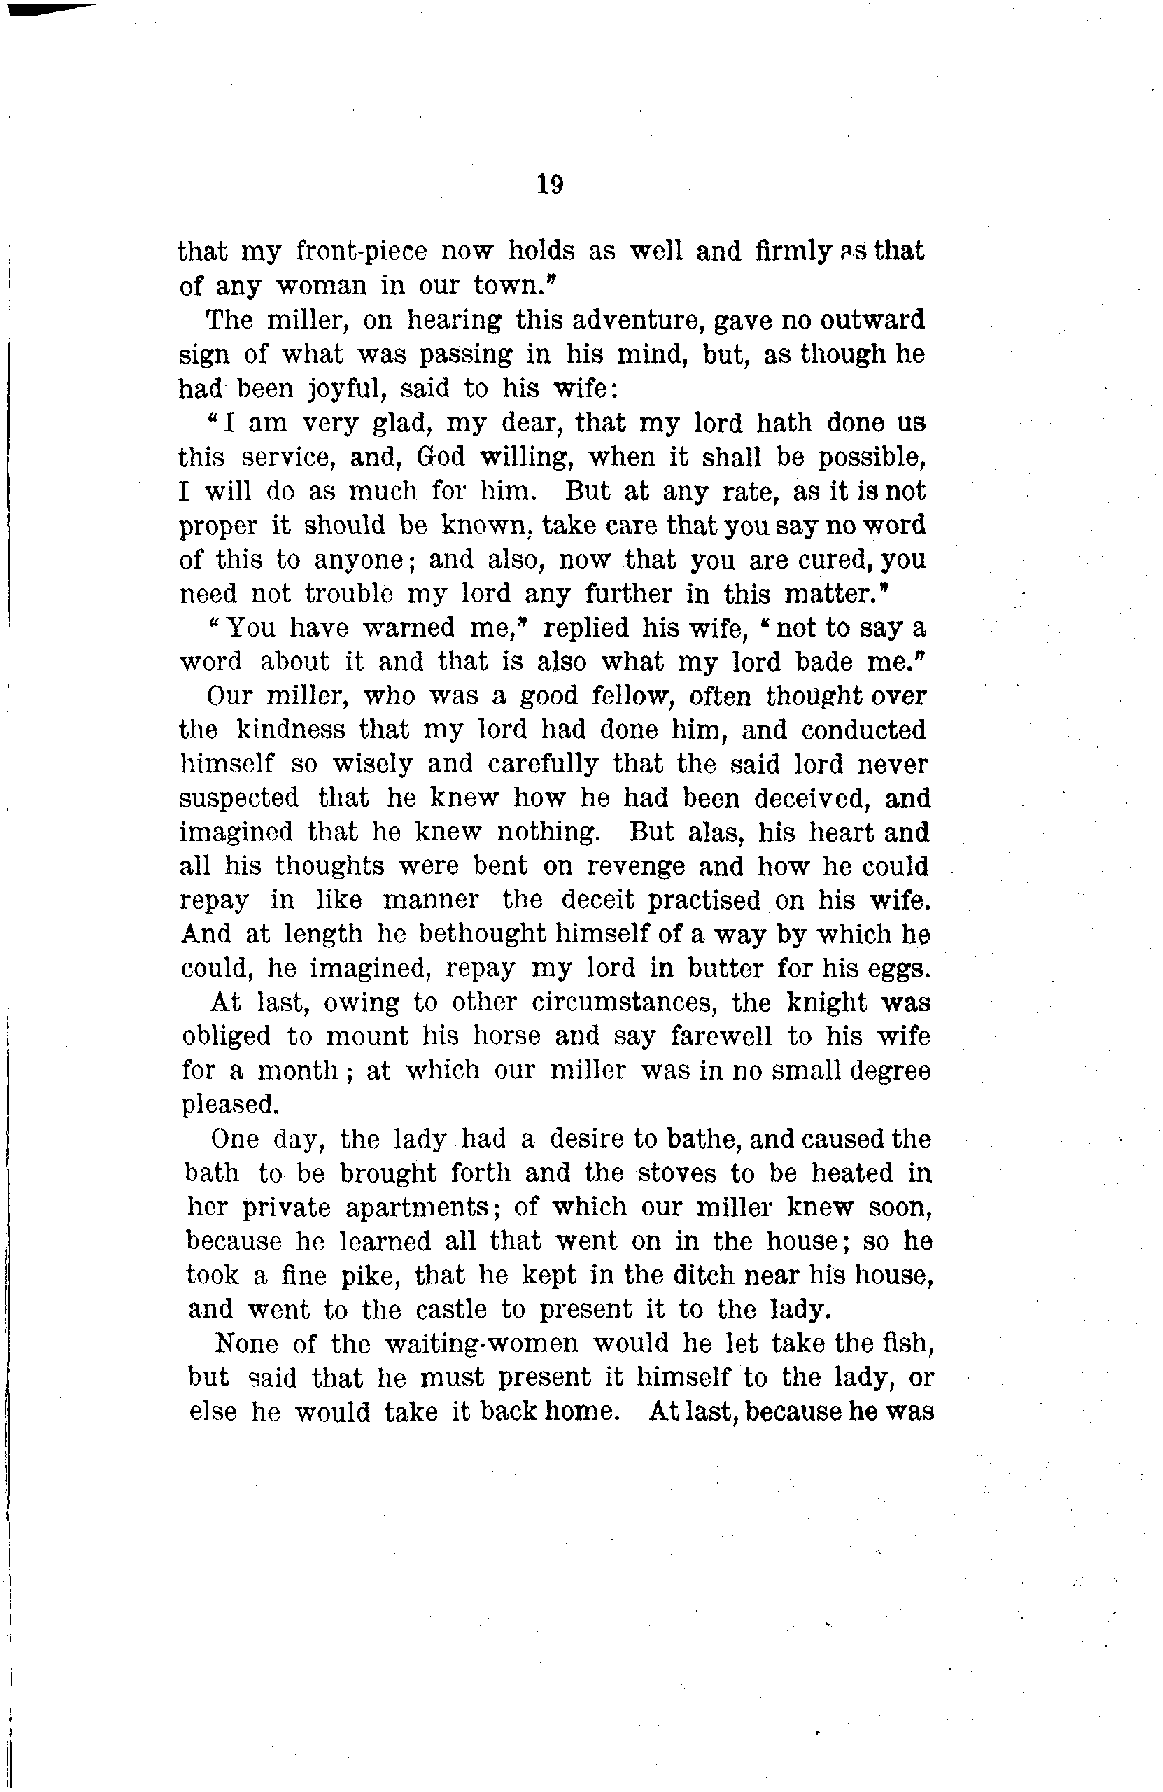 19
that my front-piece now holds as well and firmly as that
of any woman in our town."
The miller, on hearing this adventure, gave no outward
sign of what was passing in his mind, but, as though he
had been joyful, said to his wife:
"I am very glad, my dear, that my lord hath done us
this service, and, God willing, when it shall be possible,
I will do as much for him. But at any rate, as it is not
proper it should be known, take care that you say no word
of this to anyone; and also, now that you are cured, you
need not trouble my lord any further in this matter."
"You have warned me," replied his wife, "not to say a
word about it and that is also what my lord bade me."
Our miller, who was a good fellow, often thought over
the kindness that my lord had done him, and conducted
himself so wisely and carefully that the said lord never
suspected that he knew how he had been deceived, and
imagined that he knew nothing. But alas, his heart and
all his thoughts were bent on revenge and how he could
repay in like manner the deceit practised on his wife.
And at length he bethought himself of a way by which he
could, he imagined, repay my lord in butter for his eggs.
At last, owing to other circumstances, the knight was
obliged to mount his horse and say farewell to his wife
for a month; at which our miller was in no small degree
pleased.
One day, the lady had a desire to bathe, and caused the
bath to be brought forth and the stoves to be heated in
her private apartments; of which our miller knew soon,
because he learned all that went on in the house; so he
took a fine pike, that he kept in the ditch near his house,
and went to the castle to present it to the lady.
None of the waiting-women would he let take the fish,
but said that he must present it himself to the lady, or
else he would take it back home. At last, because he was